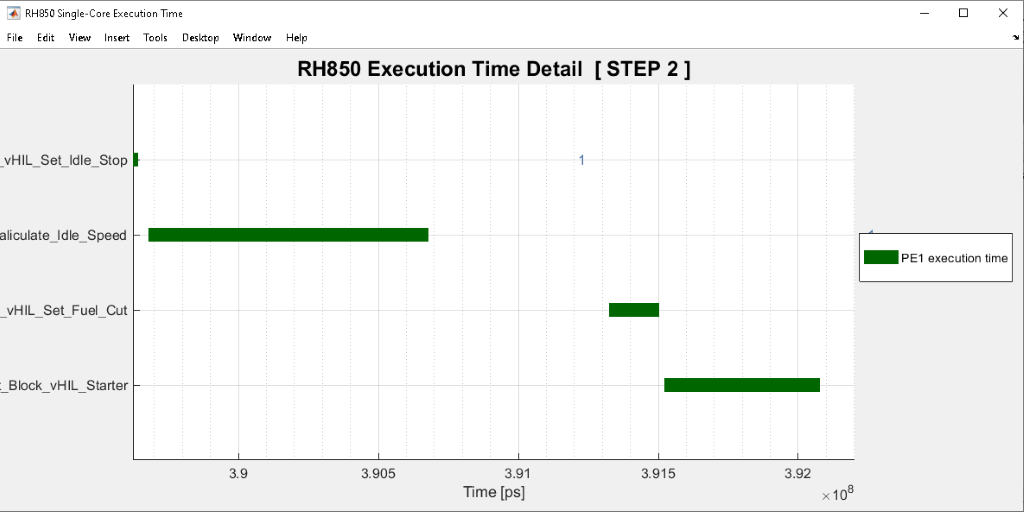 RH850 Single-Core Execution Time
File Edit View Insert Tools Desktop Window Help
RH850 Execution Time Detail [ STEP 2 ]
_vHIL_Set_Idle_Stop
1
aliculate_Idle_Speed
PE1 execution time
_vHIL_Set_Fuel_Cut
_Block_vHIL_Starter
3.9 3.905 3.91 3.915 3.92
Time [ps]
×10⁸